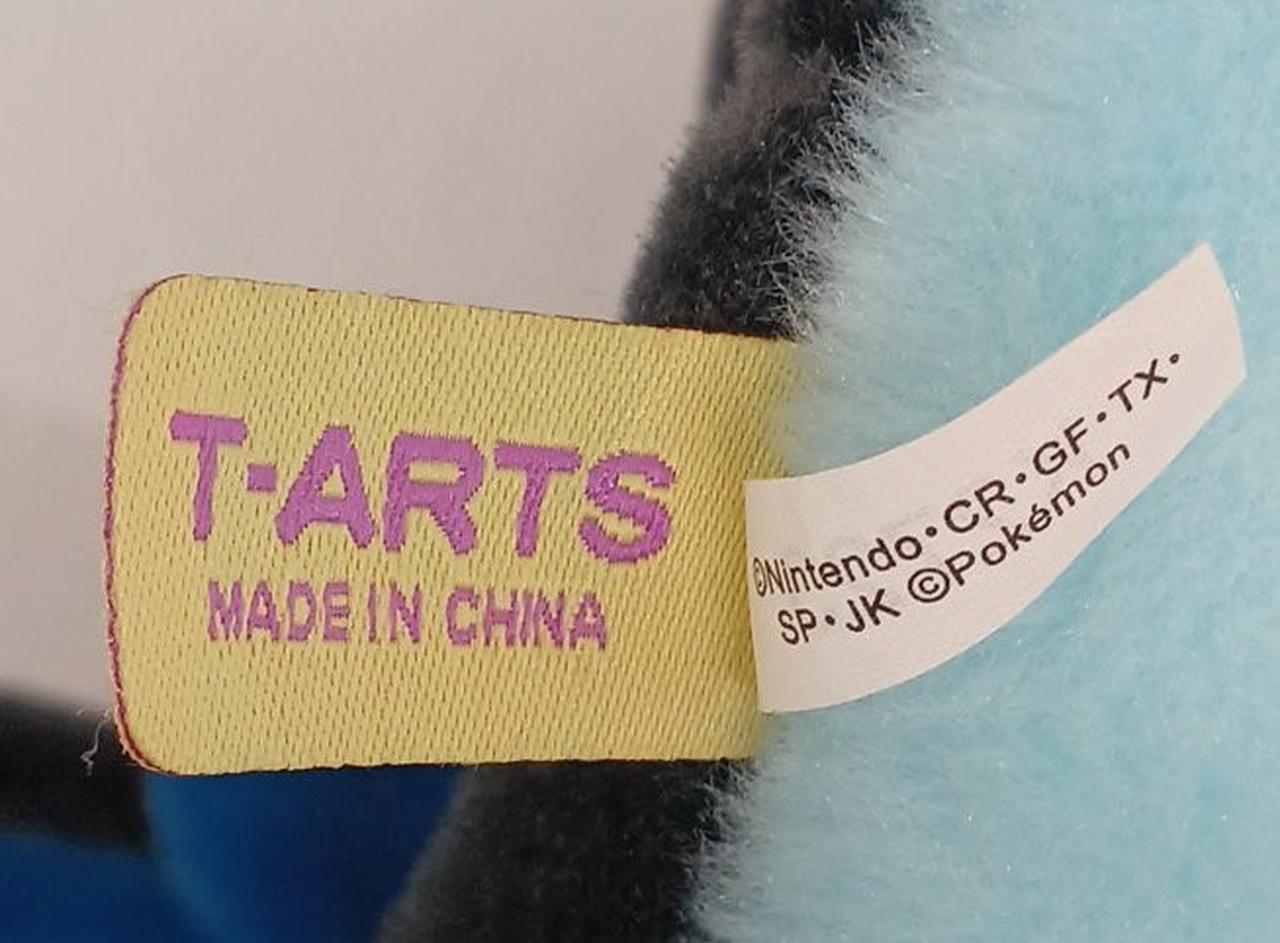 T-ARTS
MADE IN CHINA
©Nintendo・CR・GF・TX・
SP・JK ©Pokémon